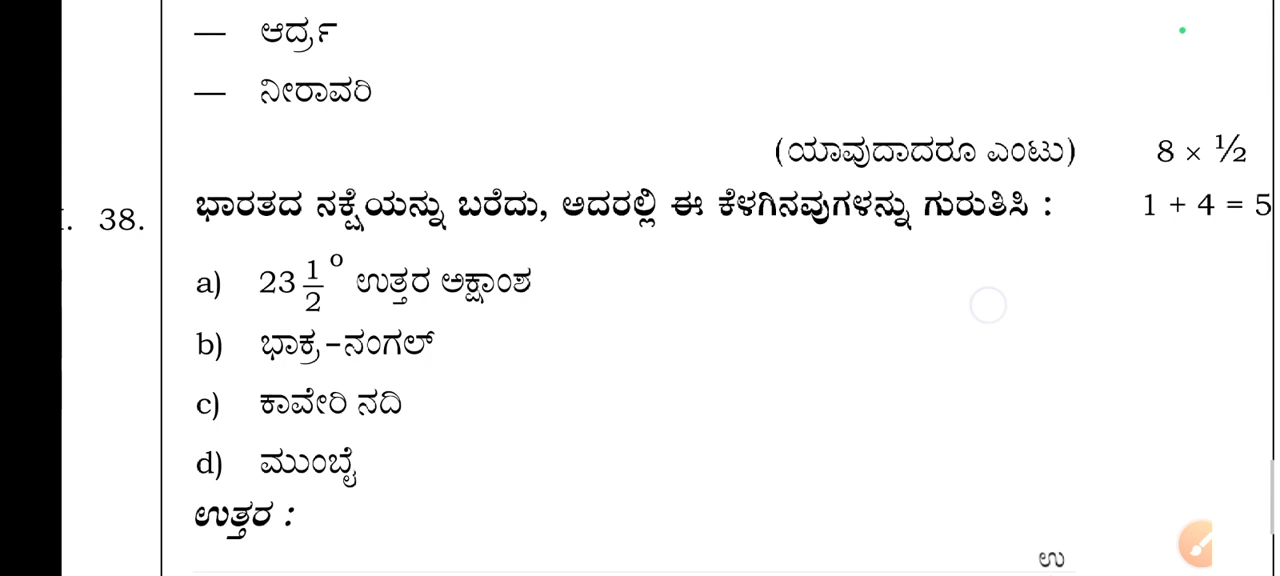 — ಆರ್ದ್ರ
— ನೀರಾವರಿ
(ಯಾವುದಾದರೂ ಎಂಟು) 8 × ½
38. ಭಾರತದ ನಕ್ಷೆಯನ್ನು ಬರೆದು, ಅದರಲ್ಲಿ ಈ ಕೆಳಗಿನವುಗಳನ್ನು ಗುರುತಿಸಿ : 1 + 4 = 5
a) 23 1/2 ° ಉತ್ತರ ಅಕ್ಷಾಂಶ
b) ಭಾಕ್ರ –ನಂಗಲ್
c) ಕಾವೇರಿ ನದಿ
d) ಮುಂಬೈ
ಉತ್ತರ :
ಉ